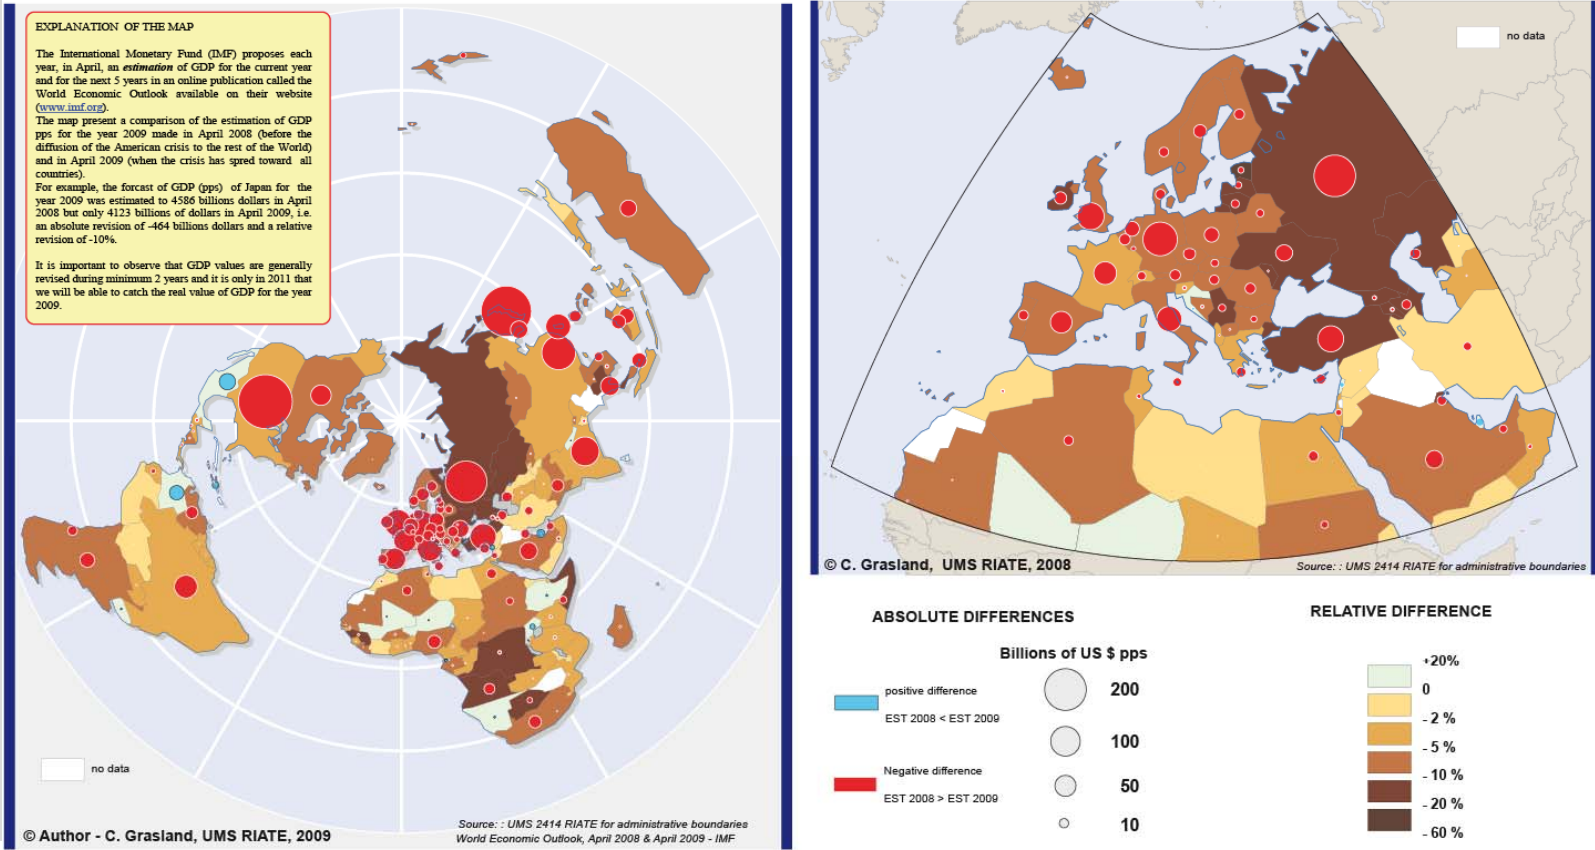 EXPLANATION OF THE MAP
The International Monetary Fund (IMF) proposes each
year, in April, an estimation of GDP for the current year
and for the next 5 years in an online publication called the
World Economic Outlook available on their website
(www.imf.org).
The map present a comparison of the estimation of GDP
pps for the year 2009 made in April 2008 (before the
diffusion of the American crisis to the rest of the World)
and in April 2009 (when the crisis has spred toward all
countries).
For example, the forcast of GDP (pps) of Japan for the
year 2009 was estimated to 4586 billions dollars in April
2008 but only 4123 billions of dollars in April 2009, i.e.
an absolute revision of -464 billions dollars and a relative
revision of -10%.
It is important to observe that GDP values are generally
revised during minimum 2 years and it is only in 2011 that
we will be able to catch the real value of GDP for the year
2009.
no data
© Author - C. Grasland, UMS RIATE, 2009
Source: : UMS 2414 RIATE for administrative boundaries
World Economic Outlook, April 2008 & April 2009 - IMF
no data
© C. Grasland, UMS RIATE, 2008
Source: : UMS 2414 RIATE for administrative boundaries
ABSOLUTE DIFFERENCES
Billions of US $ pps
positive difference
EST 2008 < EST 2009
Negative difference
EST 2008 > EST 2009
200
100
50
10
RELATIVE DIFFERENCE
+20%
0
- 2 %
- 5 %
- 10 %
- 20 %
- 60 %